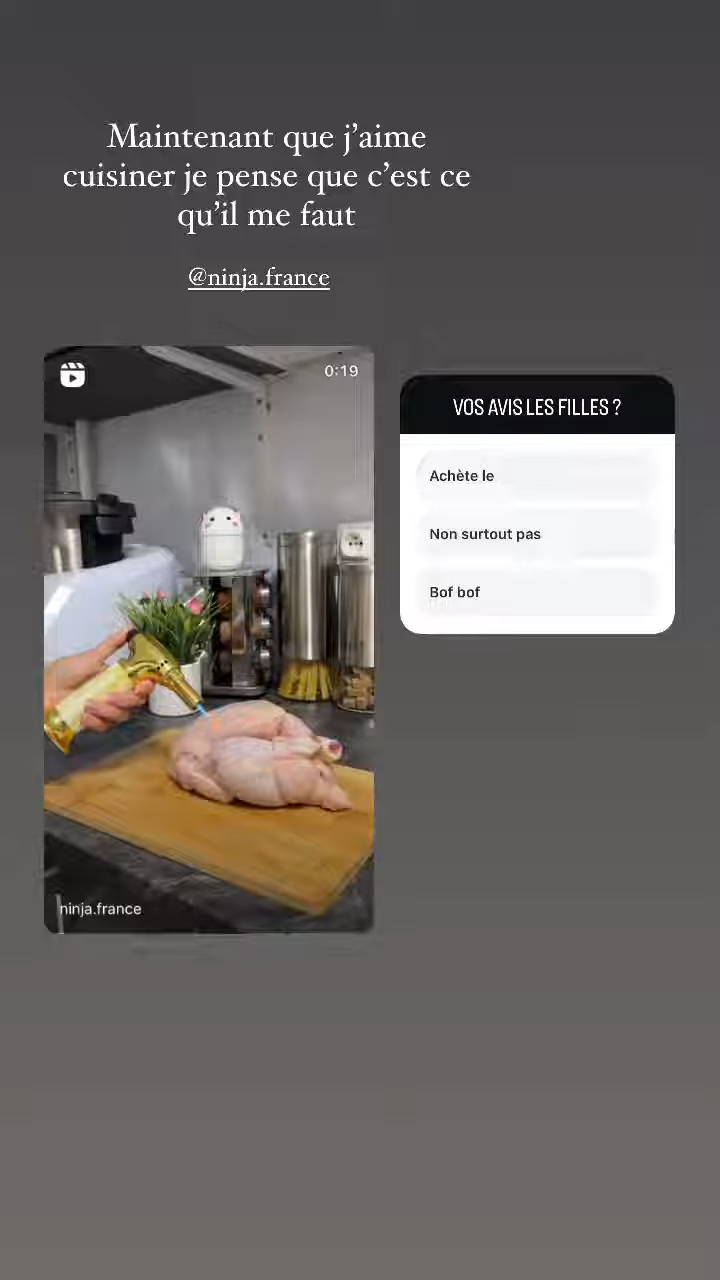 Maintenant que j’aime
cuisiner je pense que c’est ce
qu’il me faut
@ninja.france
0:19
VOS AVIS LES FILLES ?
Achète le
Non surtout pas
Bof bof
ninja.france